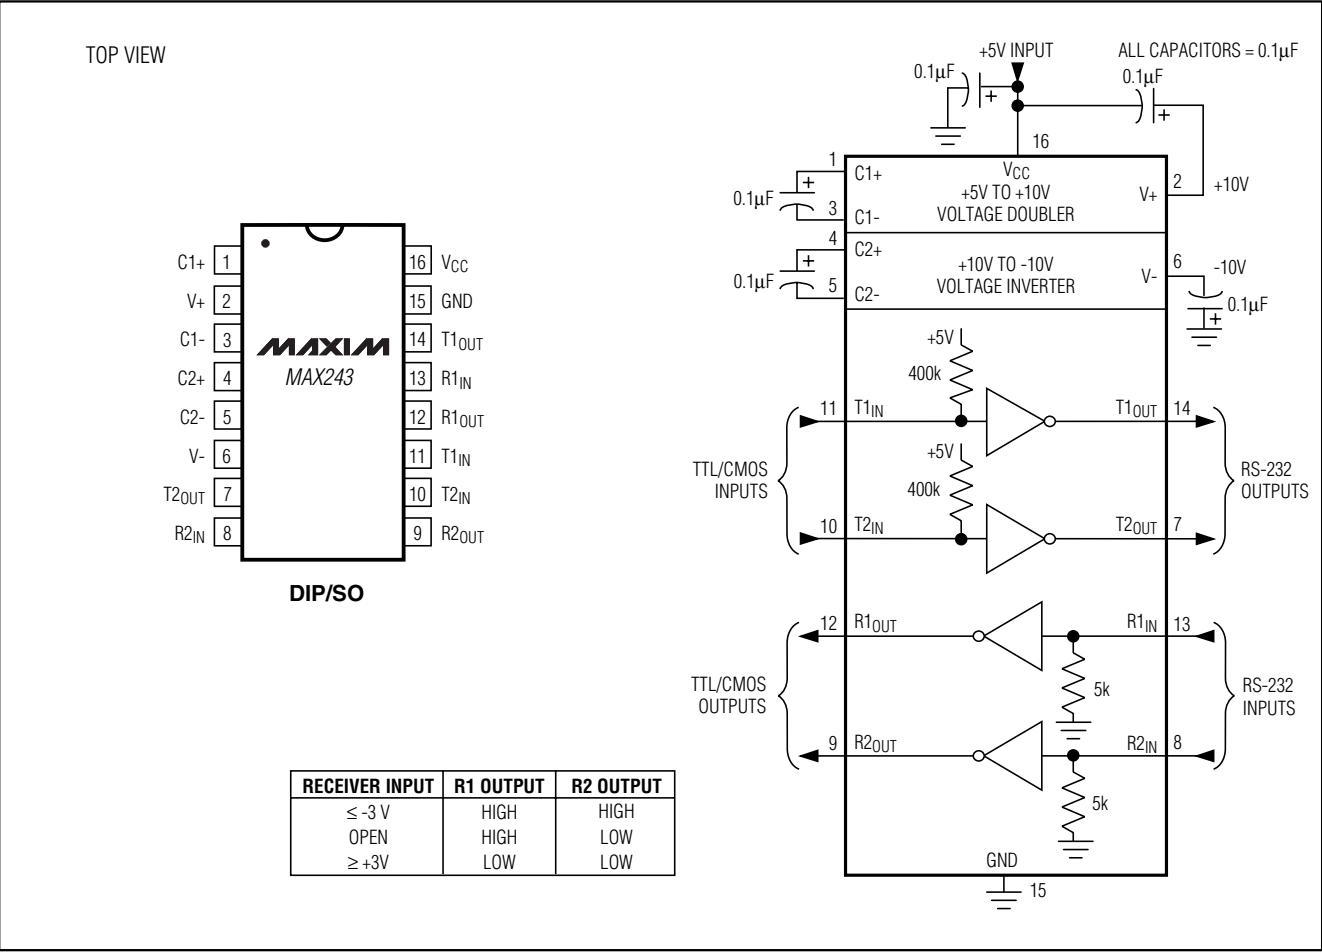 TOP VIEW
C1+ 1
V+ 2
C1- 3
C2+ 4
C2- 5
V- 6
T2OUT 7
R2IN 8
MAXIM
MAX243
16 VCC
15 GND
14 T1OUT
13 R1IN
12 R1OUT
11 T1IN
10 T2IN
9 R2OUT
DIP/SO
RECEIVER INPUT R1 OUTPUT R2 OUTPUT
≤ -3 V HIGH HIGH
OPEN HIGH LOW
≥ +3V LOW LOW
+5V INPUT
ALL CAPACITORS = 0.1µF
0.1µF
+
0.1µF
+
16
VCC
+5V TO +10V
VOLTAGE DOUBLER
1
C1+
0.1µF
+
3
C1-
V+
2
+10V
4
C2+
0.1µF
+
5
C2-
+10V TO -10V
VOLTAGE INVERTER
V-
6
-10V
0.1µF
+
+5V
400k
11 T1IN
T1OUT 14
+5V
400k
TTL/CMOS
INPUTS
RS-232
OUTPUTS
10 T2IN
T2OUT 7
12 R1OUT
R1IN 13
5k
TTL/CMOS
OUTPUTS
RS-232
INPUTS
9 R2OUT
R2IN 8
5k
GND
15